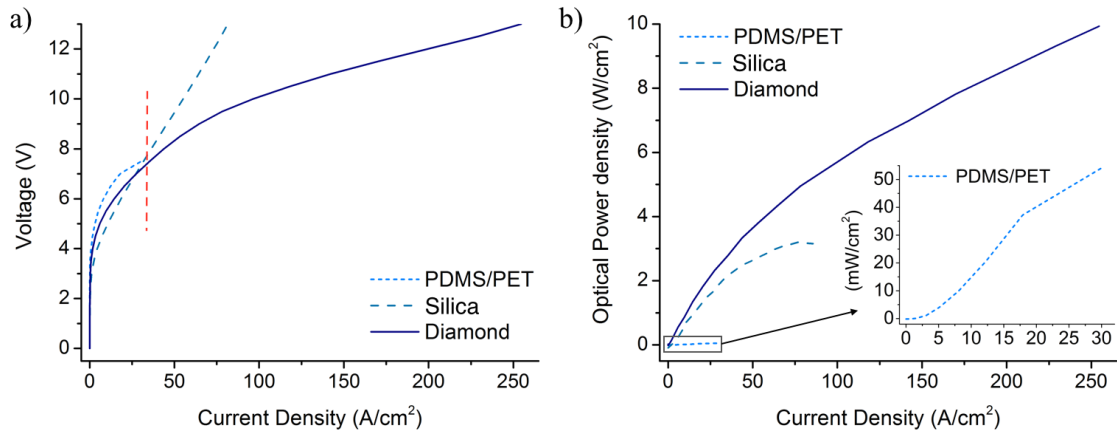 a)
Voltage (V)
12
10
8
6
4
2
0
PDMS/PET
Silica
Diamond
0 50 100 150 200 250
Current Density (A/cm²)
b)
Optical Power density (W/cm²)
10
8
6
4
2
0
PDMS/PET
Silica
Diamond
(mW/cm²)
50
40
30
20
10
0
PDMS/PET
0 5 10 15 20 25 30
0 50 100 150 200 250
Current Density (A/cm²)